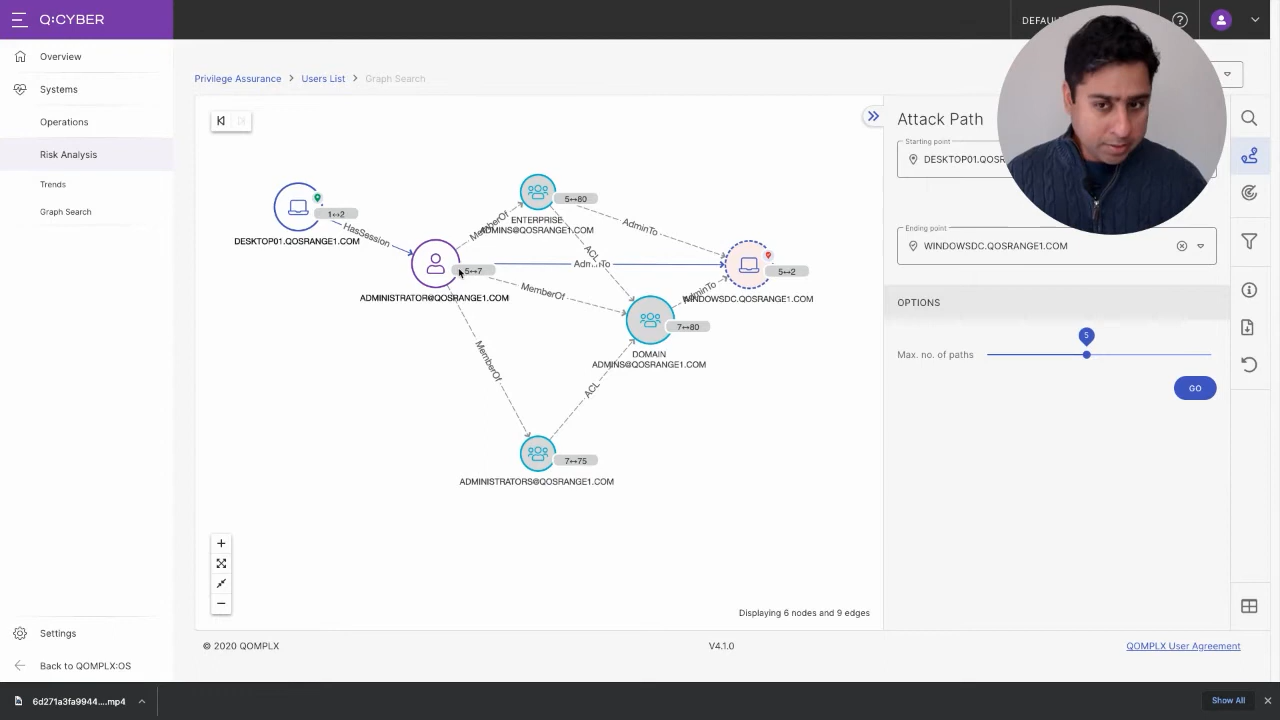 Q:CYBER
DEFAU
Overview
Systems
Operations
Risk Analysis
Trends
Graph Search
Settings
Back to QOMPLX:OS
Privilege Assurance
Users List
Graph Search
1↔2
HasSession
DESKTOP01.QOSRANGE1.COM
5↔80
MemberOf
ENTERPRISE
ADMINS@QOSRANGE1.COM
AdminTo
ACL
5↔7
AdminTo
5↔2
ADMINISTRATOR@QOSRANGE1.COM
MemberOf
AdminTo
WINDOWSDC.QOSRANGE1.COM
7↔80
DOMAIN
ADMINS@QOSRANGE1.COM
MemberOf
ACL
7↔75
ADMINISTRATORS@QOSRANGE1.COM
Displaying 6 nodes and 9 edges
Attack Path
Starting point
DESKTOP01.QOSR
Ending point
WINDOWSDC.QOSRANGE1.COM
OPTIONS
5
Max. no. of paths
GO
© 2020 QOMPLX
V4.1.0
QOMPLX User Agreement
6d271a3fa9944....mp4
Show All